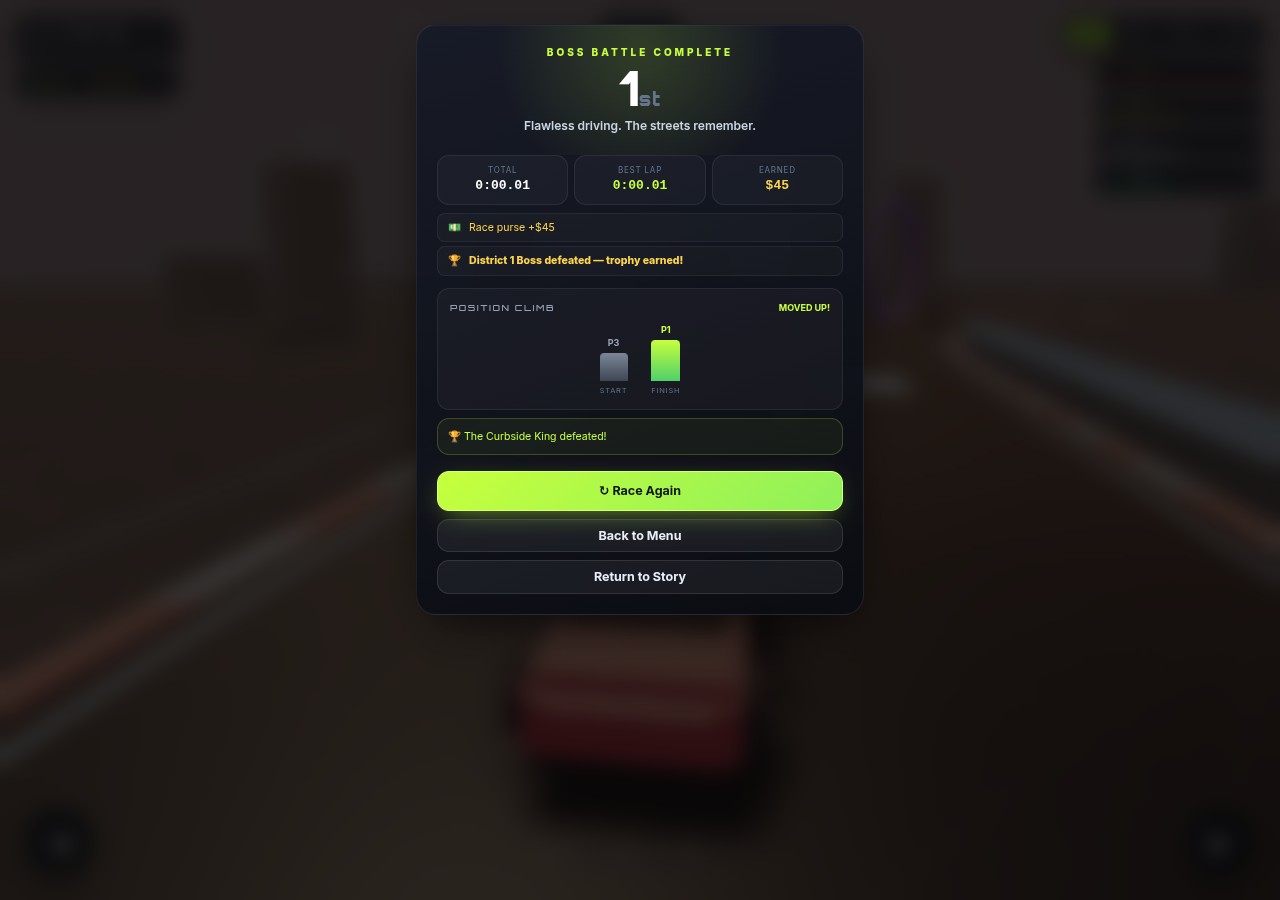 BOSS BATTLE COMPLETE
1st
Flawless driving. The streets remember.
TOTAL BEST LAP EARNED
0:00.01 0:00.01 $45
💵 Race purse +$45
🏆 District 1 Boss defeated — trophy earned!
POSITION CLIMB MOVED UP!
P3 P1
START FINISH
🏆 The Curbside King defeated!
↻ Race Again
Back to Menu
Return to Story